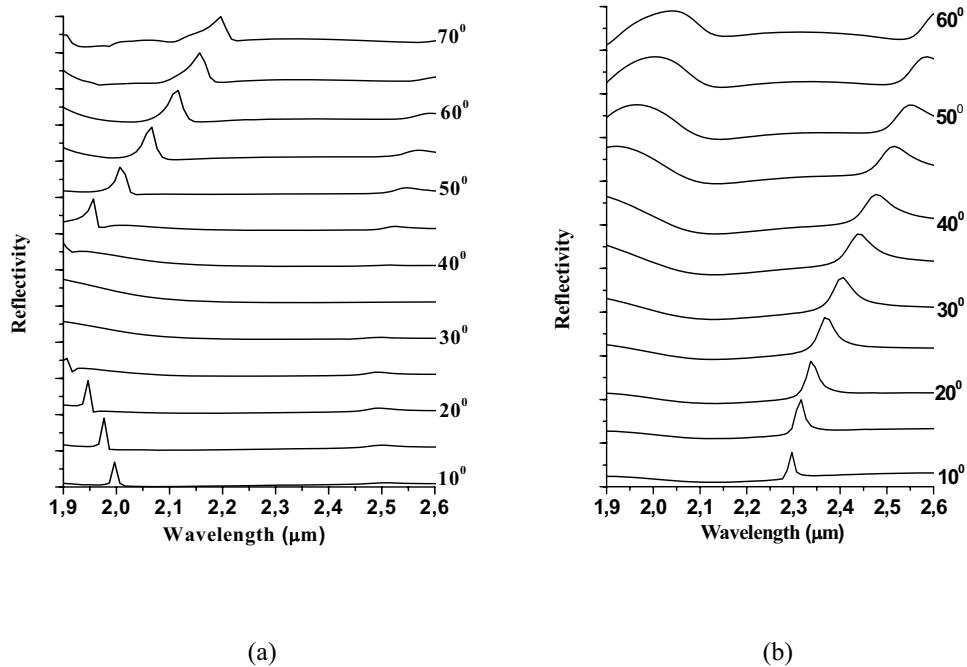 Reflectivity
70⁰
60⁰
50⁰
40⁰
30⁰
20⁰
10⁰
1,9 2,0 2,1 2,2 2,3 2,4 2,5 2,6
Wavelength (µm)
(a)
Reflectivity
60⁰
50⁰
40⁰
30⁰
20⁰
10⁰
1,9 2,0 2,1 2,2 2,3 2,4 2,5 2,6
Wavelength (µm)
(b)